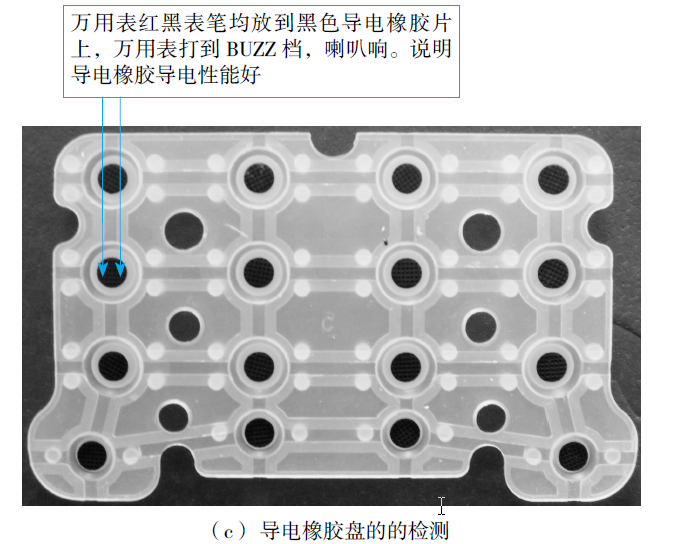 万用表红黑表笔均放到黑色导电橡胶片
上，万用表打到 BUZZ 档，喇叭响。说明
导电橡胶导电性能好
C
（c）导电橡胶盘的的检测